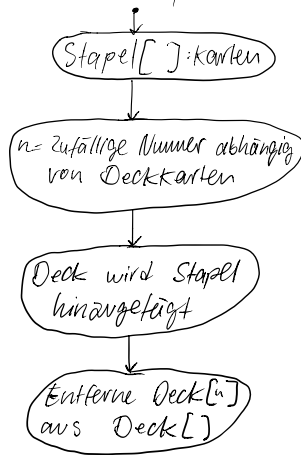 Stapel[ ]:Karten
n= Zufällige Nummer abhängig
von Deckkarten
Deck wird Stapel
hinzugefügt
Entferne Deck[n]
aus Deck[]